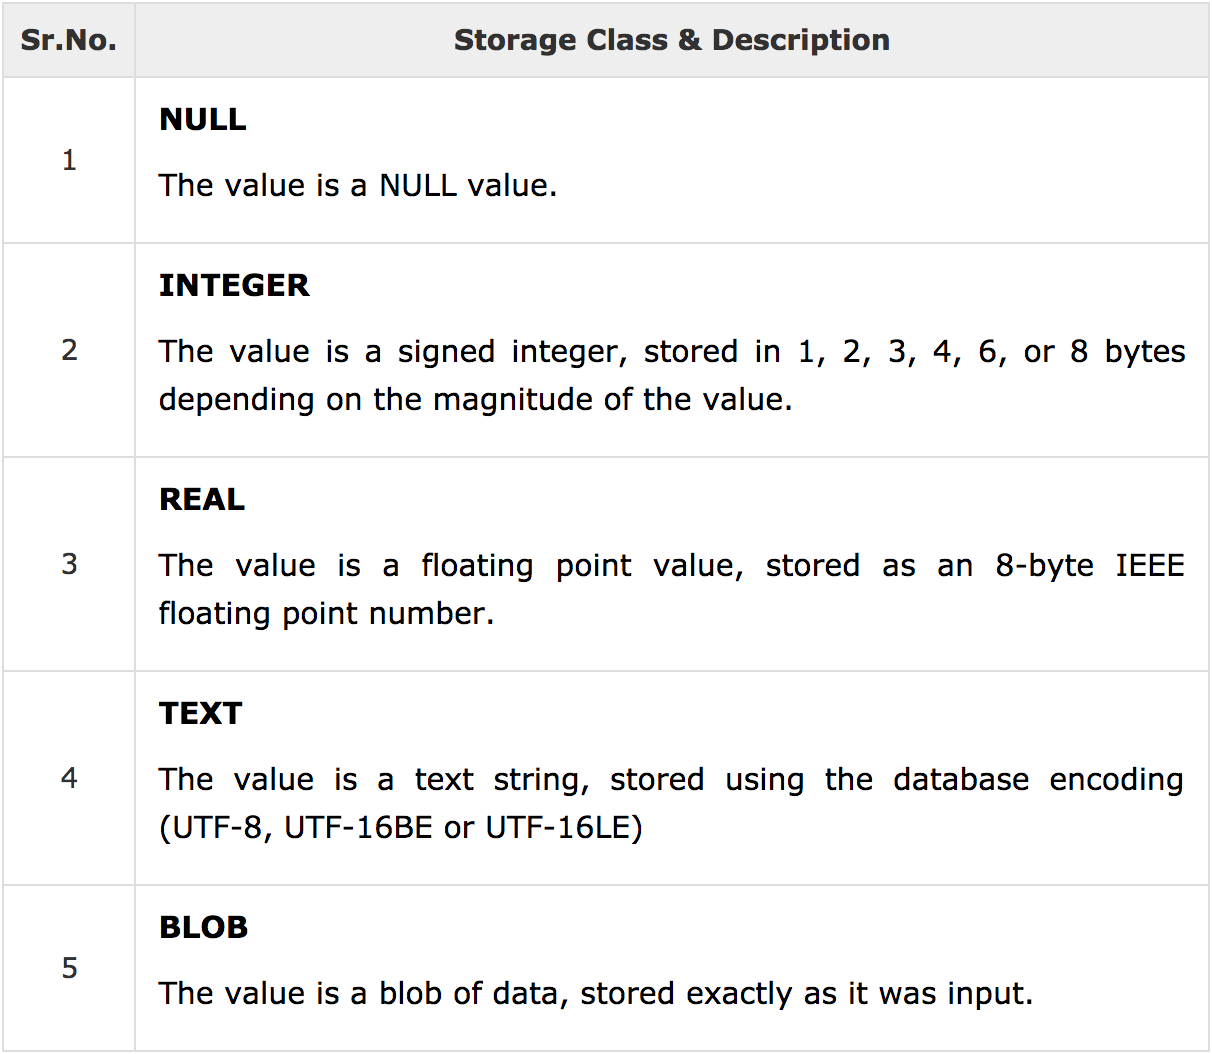 Sr.No. Storage Class & Description
1
NULL
The value is a NULL value.
2
INTEGER
The value is a signed integer, stored in 1, 2, 3, 4, 6, or 8 bytes
depending on the magnitude of the value.
3
REAL
The value is a floating point value, stored as an 8-byte IEEE
floating point number.
4
TEXT
The value is a text string, stored using the database encoding
(UTF-8, UTF-16BE or UTF-16LE)
5
BLOB
The value is a blob of data, stored exactly as it was input.